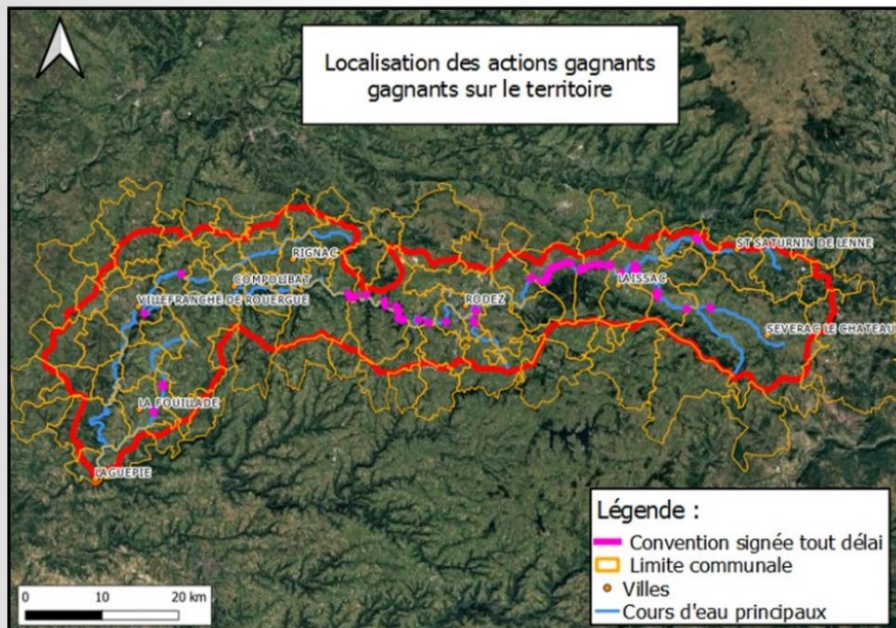 Localisation des actions gagnants
gagnants sur le territoire
ST SATURNIN DE LENNE
RIGNAC
COMPOLIBAT
LAISSAC
VILLEFRANCHE DE ROUERGUE
RODEZ
SEVERAC LE CHATEAU
LA FOUILLADE
LAGUEPIE
Légende :
Convention signée tout délai
Limite communale
Villes
Cours d'eau principaux
0 10 20 km